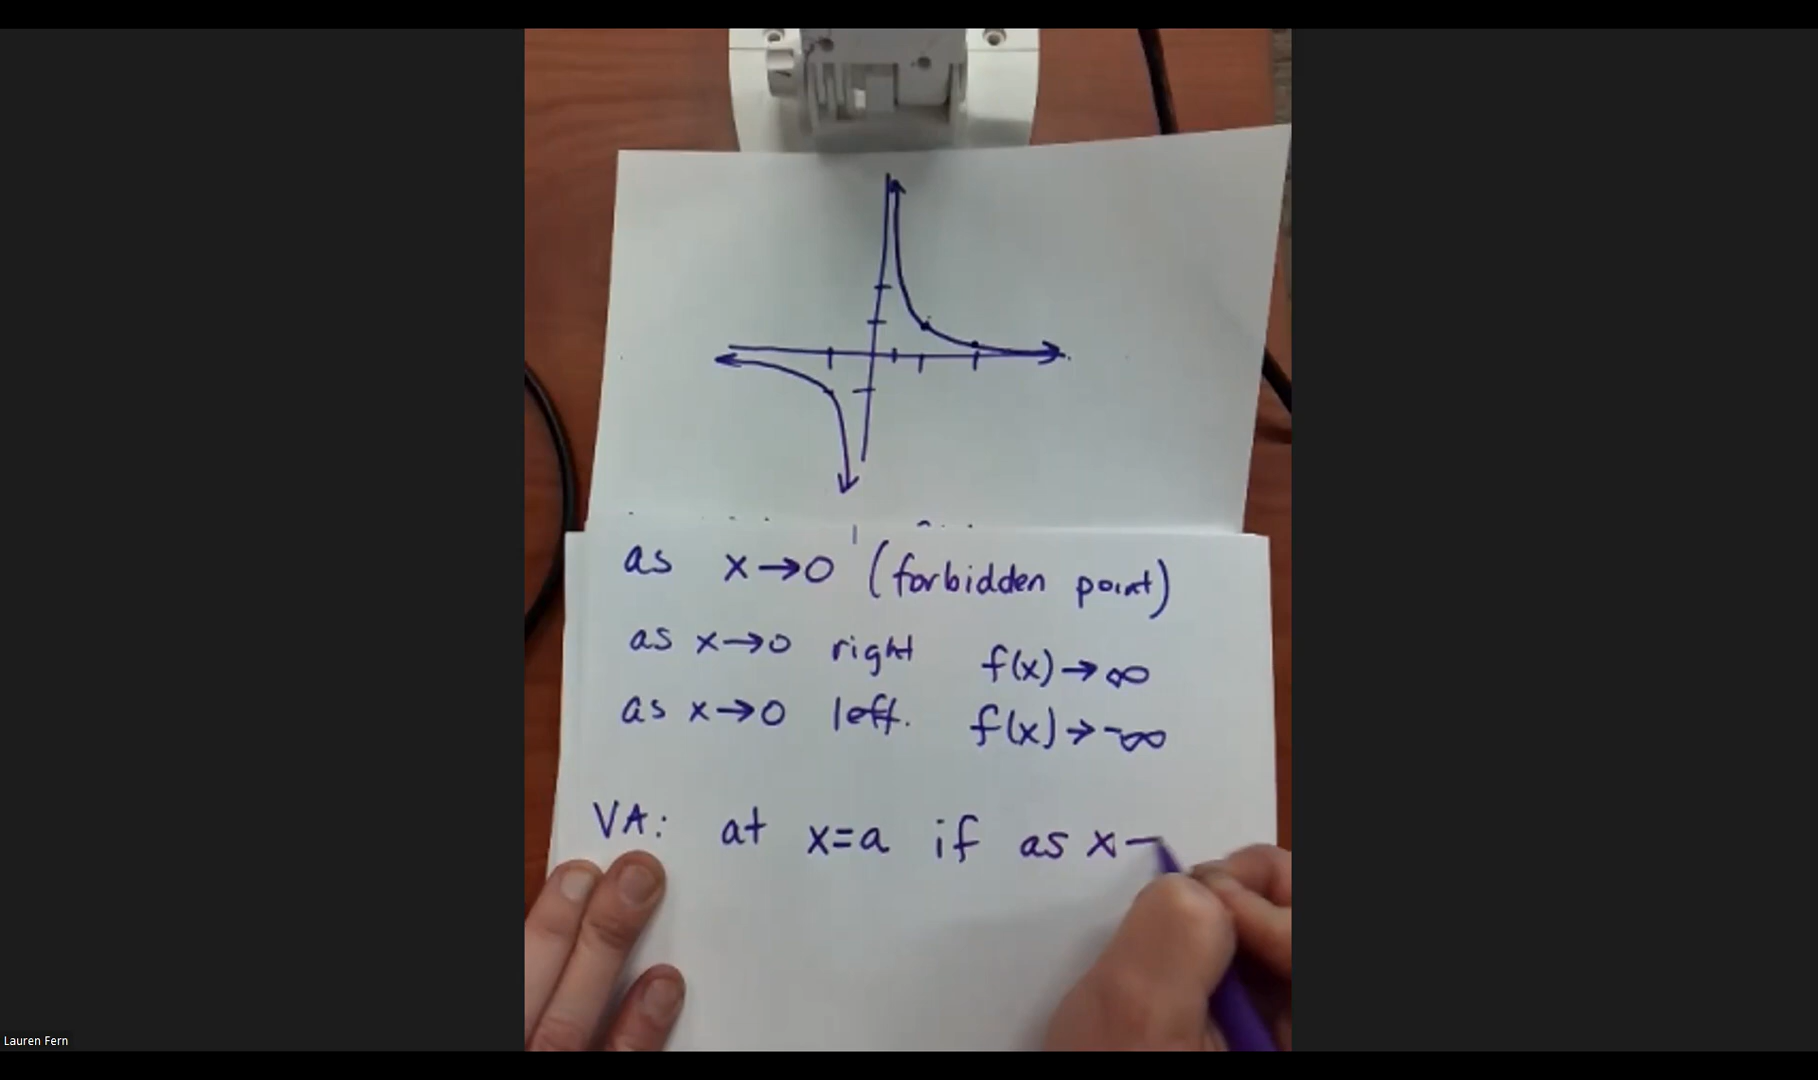 as x→0 (forbidden point)
as x→0 right f(x)→∞
as x→0 left. f(x)→-∞
VA: at x=a if as x-
Lauren Fern